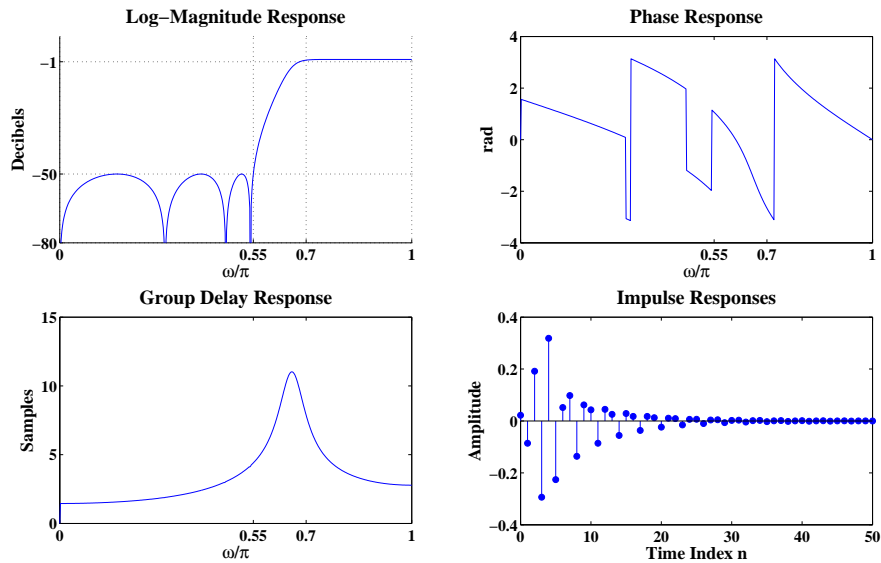 Log−Magnitude Response
−1
−50
−80
Decibels
0
0.55
0.7
1
ω/π
Phase Response
4
2
0
−2
−4
rad
0
0.55
0.7
1
ω/π
Group Delay Response
15
10
5
0
Samples
0
0.55
0.7
1
ω/π
Impulse Responses
0.4
0.2
0
−0.2
−0.4
Amplitude
0
10
20
30
40
50
Time Index n